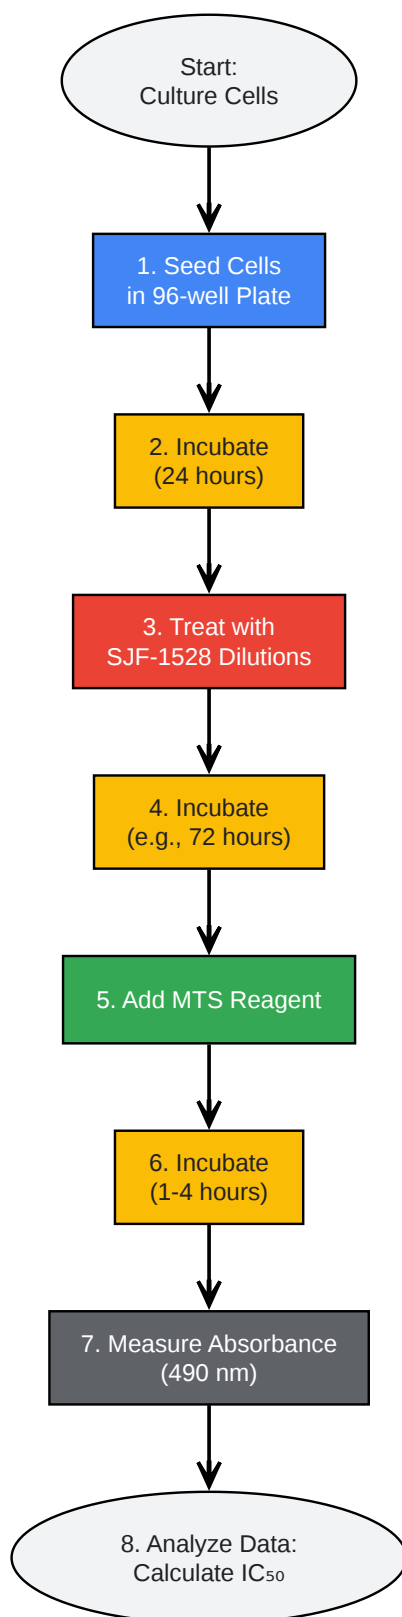 Start:
Culture Cells
1. Seed Cells
in 96-well Plate
2. Incubate
(24 hours)
3. Treat with
SJF-1528 Dilutions
4. Incubate
(e.g., 72 hours)
5. Add MTS Reagent
6. Incubate
(1-4 hours)
7. Measure Absorbance
(490 nm)
8. Analyze Data:
Calculate IC₅₀